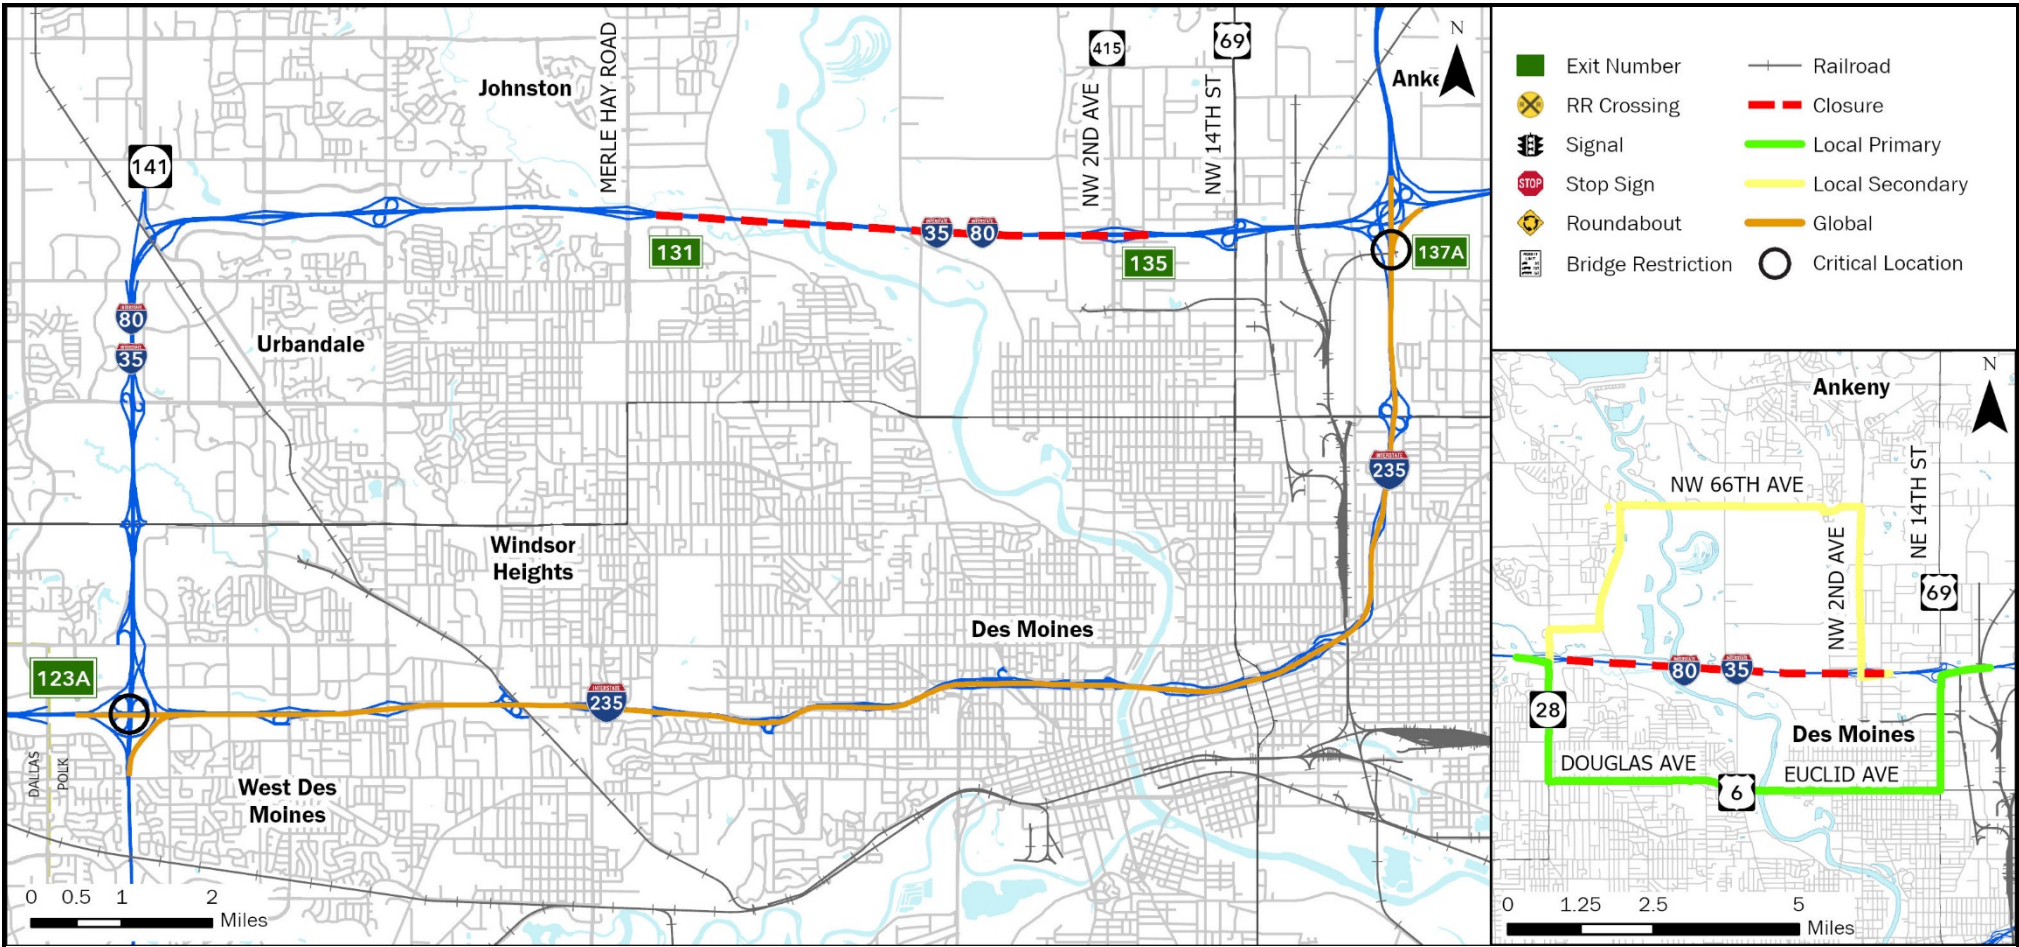 Johnston
MERLE HAY ROAD
415
69
N
Anke
NW 2ND AVE
NW 14TH ST
141
131
35
80
135
137A
80
35
Urbandale
235
Windsor
Heights
Des Moines
123A
235
DALLAS
POLK
West Des
Moines
0 0.5 1 2
Miles
Exit Number
RR Crossing
Signal
STOP
Stop Sign
Roundabout
Bridge Restriction
Railroad
Closure
Local Primary
Local Secondary
Global
Critical Location
Ankeny
N
NW 66TH AVE
NW 2ND AVE
NE 14TH ST
69
80
35
28
Des Moines
DOUGLAS AVE
6
EUCLID AVE
0 1.25 2.5 5
Miles